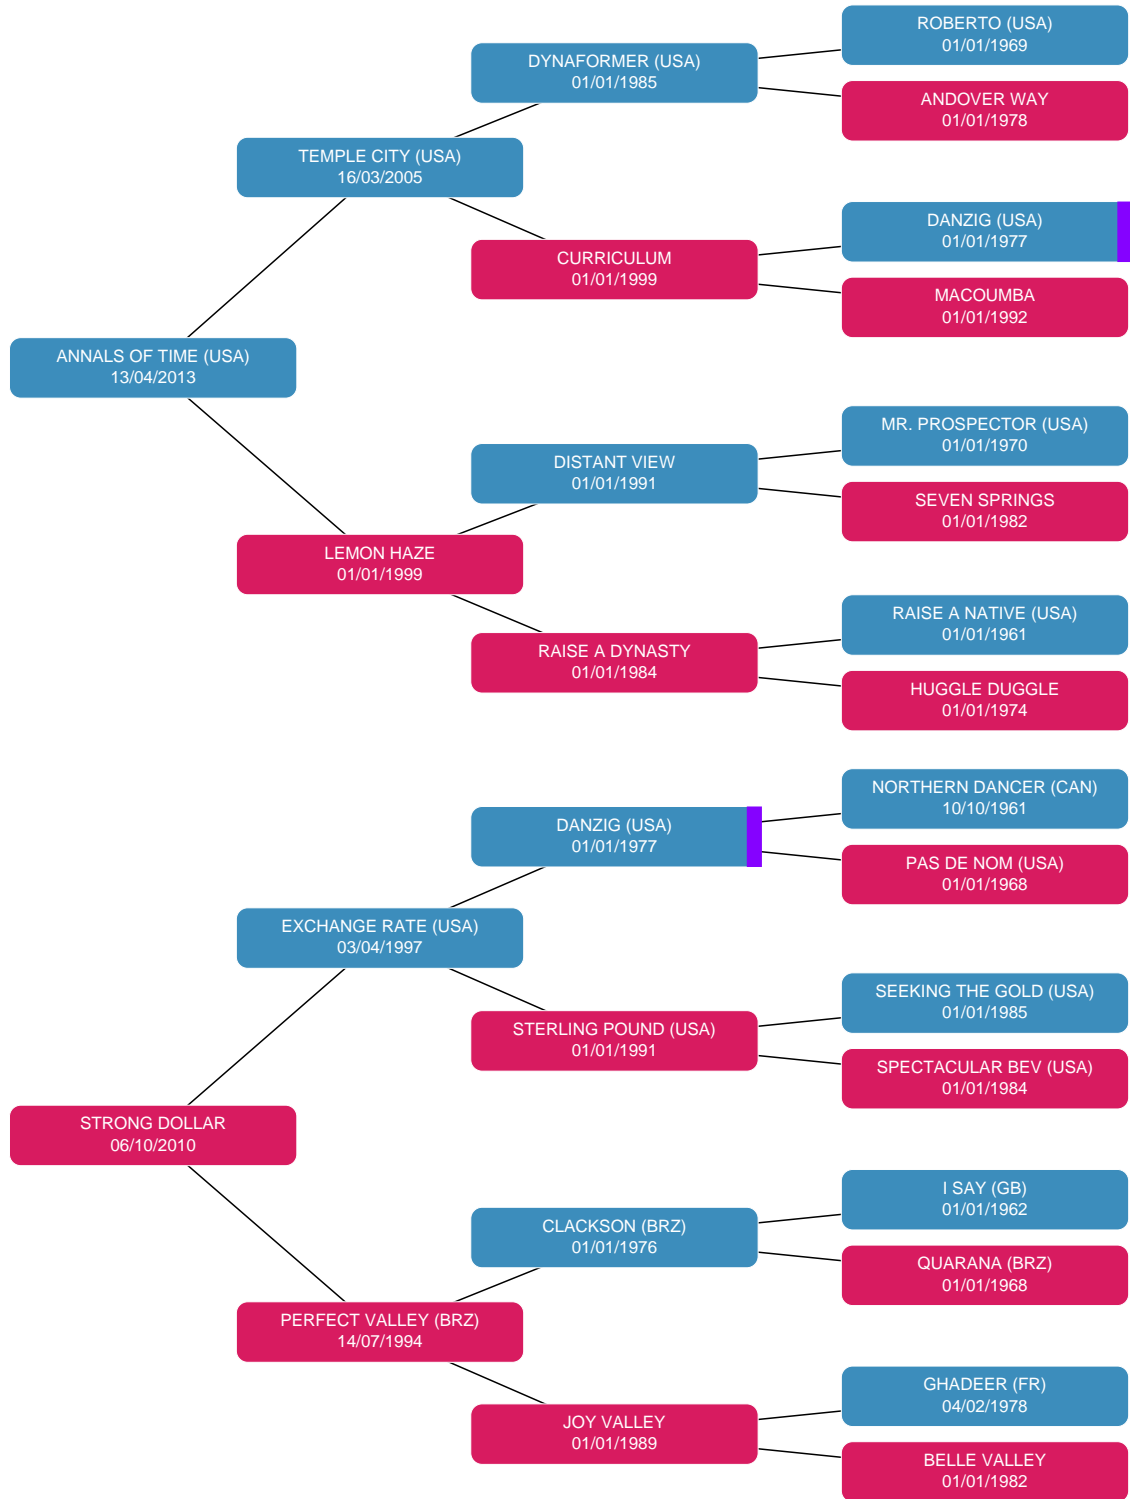 ROBERTO (USA)
01/01/1969
DYNAFORMER (USA)
01/01/1985
ANDOVER WAY
01/01/1978
TEMPLE CITY (USA)
16/03/2005
DANZIG (USA)
01/01/1977
CURRICULUM
01/01/1999
MACOUMBA
01/01/1992
ANNALS OF TIME (USA)
13/04/2013
MR. PROSPECTOR (USA)
01/01/1970
DISTANT VIEW
01/01/1991
SEVEN SPRINGS
01/01/1982
LEMON HAZE
01/01/1999
RAISE A NATIVE (USA)
01/01/1961
RAISE A DYNASTY
01/01/1984
HUGGLE DUGGLE
01/01/1974
NORTHERN DANCER (CAN)
10/10/1961
DANZIG (USA)
01/01/1977
PAS DE NOM (USA)
01/01/1968
EXCHANGE RATE (USA)
03/04/1997
SEEKING THE GOLD (USA)
01/01/1985
STERLING POUND (USA)
01/01/1991
SPECTACULAR BEV (USA)
01/01/1984
STRONG DOLLAR
06/10/2010
I SAY (GB)
01/01/1962
CLACKSON (BRZ)
01/01/1976
QUARANA (BRZ)
01/01/1968
PERFECT VALLEY (BRZ)
14/07/1994
GHADEER (FR)
04/02/1978
JOY VALLEY
01/01/1989
BELLE VALLEY
01/01/1982